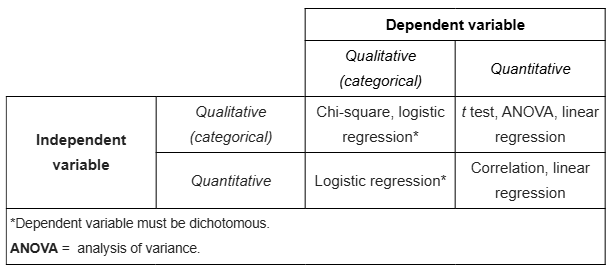 Dependent variable
Qualitative
(categorical)
Quantitative
Independent
variable
Qualitative
(categorical)
Chi-square, logistic
regression*
t test, ANOVA, linear
regression
Quantitative
Logistic regression*
Correlation, linear
regression
*Dependent variable must be dichotomous.
ANOVA = analysis of variance.